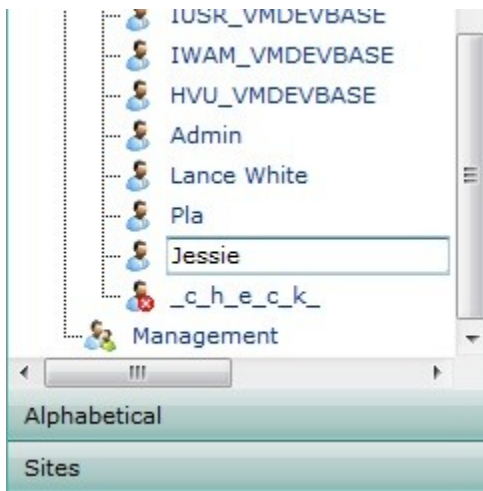 IUSR_VMDEVBASE
IWAM_VMDEVBASE
HVU_VMDEVBASE
Admin
Lance White
Pla
Jessie
_c_h_e_c_k_
Management
Alphabetical
Sites